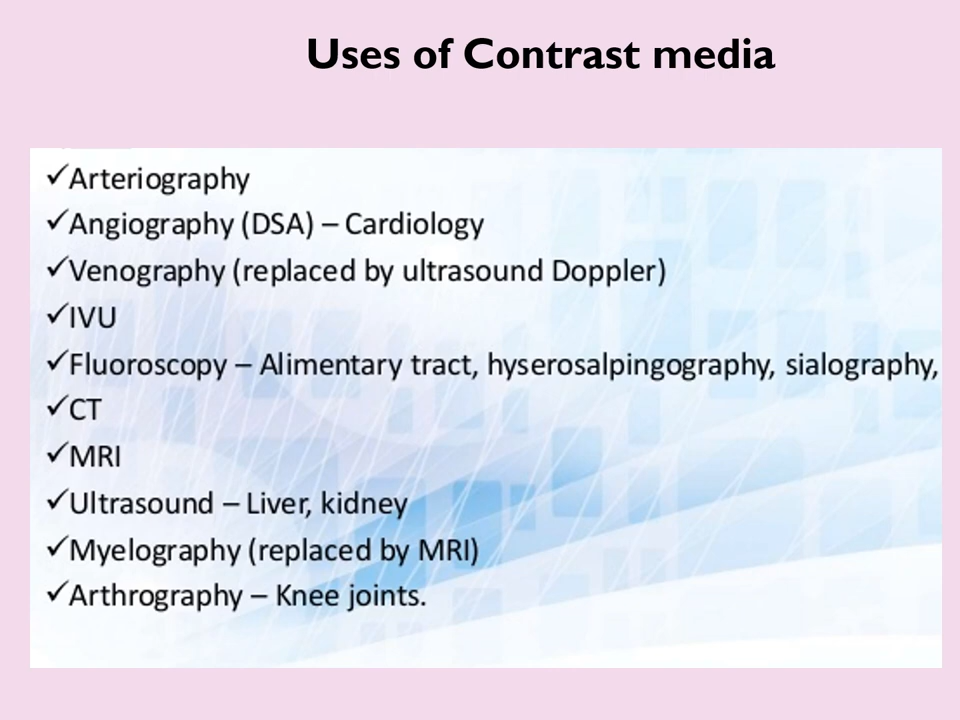 Uses of Contrast media
✓Arteriography
✓Angiography (DSA) – Cardiology
✓Venography (replaced by ultrasound Doppler)
✓IVU
✓Fluoroscopy – Alimentary tract, hyserosalpingography, sialography,
✓CT
✓MRI
✓Ultrasound – Liver, kidney
✓Myelography (replaced by MRI)
✓Arthrography – Knee joints.